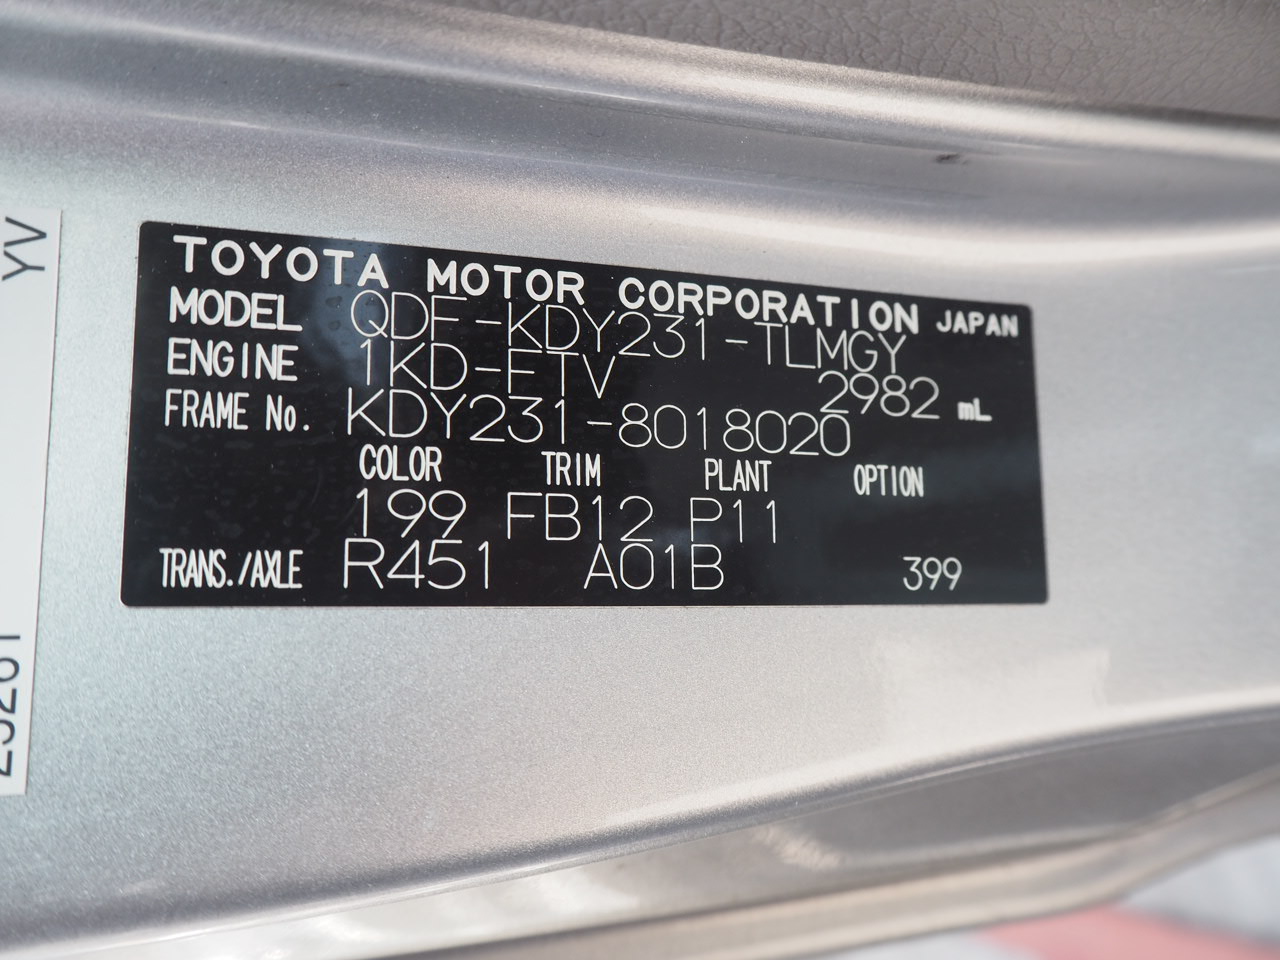 TOYOTA MOTOR CORPORATION JAPAN
MODEL QDF-KDY231-TLMGY
ENGINE 1KD-FTV 2982 mL
FRAME No. KDY231-8018020
COLOR TRIM PLANT OPTION
199 FB12 P11
TRANS./AXLE R451 A01B 399
YV